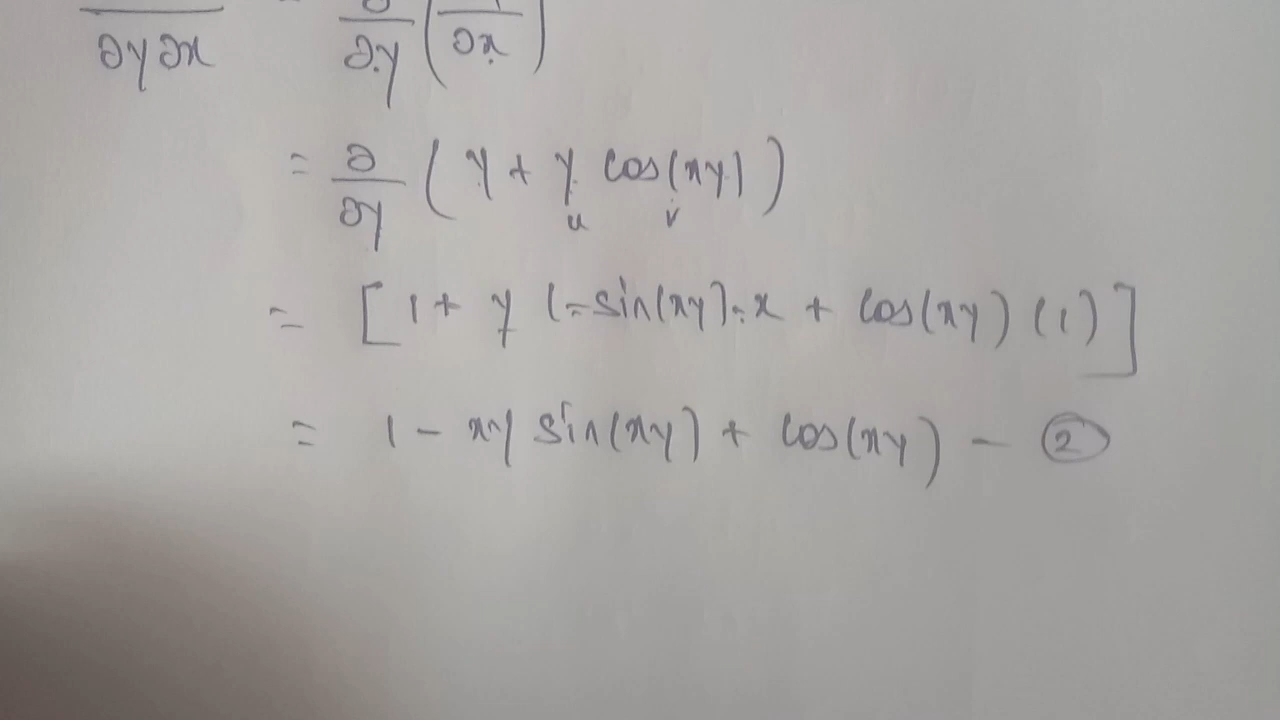 ∂y∂x = ∂/∂y ( /∂x )
= ∂/∂y ( y + y cos(xy) )
u v
= [ 1 + y (-sin(xy)).x + cos(xy) (1) ]
= 1 - xy sin(xy) + cos(xy) - ②